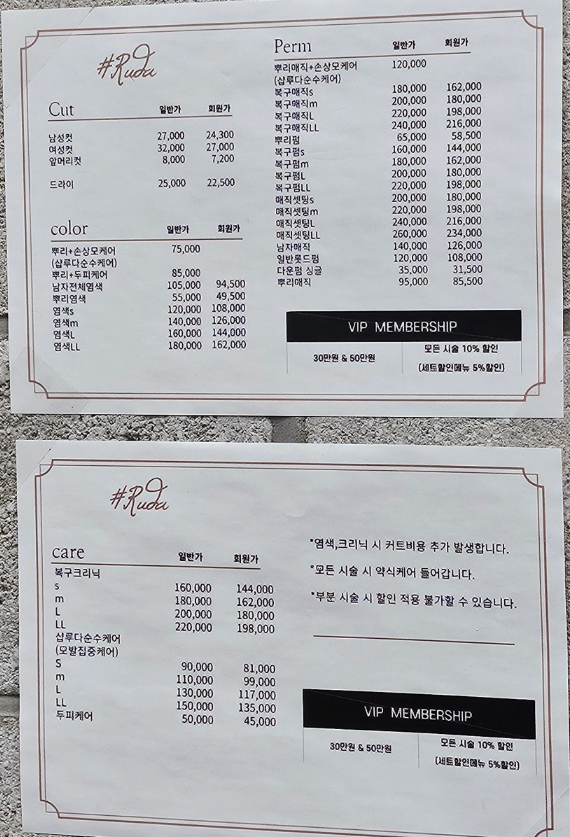 #Ruda
Cut 일반가 회원가
남성컷 27,000 24,300
여성컷 32,000 27,000
앞머리컷 8,000 7,200
드라이 25,000 22,500
color 일반가 회원가
뿌리+손상모케어 75,000
(샵루다순수케어)
뿌리+두피케어 85,000
남자전체염색 105,000 94,500
뿌리염색 55,000 49,500
염색s 120,000 108,000
염색m 140,000 126,000
염색L 160,000 144,000
염색LL 180,000 162,000
Perm 일반가 회원가
뿌리매직+손상모케어 120,000
(샵루다순수케어)
복구매직s 180,000 162,000
복구매직m 200,000 180,000
복구매직L 220,000 198,000
복구매직LL 240,000 216,000
뿌리펌 65,000 58,500
복구펌s 160,000 144,000
복구펌m 180,000 162,000
복구펌L 200,000 180,000
복구펌LL 220,000 198,000
매직셋팅s 200,000 180,000
매직셋팅m 220,000 198,000
매직셋팅L 240,000 216,000
매직셋팅LL 260,000 234,000
남자매직 140,000 126,000
일반롯드펌 120,000 108,000
다운펌 싱글 35,000 31,500
뿌리매직 95,000 85,500
VIP MEMBERSHIP
30만원 & 50만원
모든 시술 10% 할인
(세트할인메뉴 5%할인)
#Ruda
care 일반가 회원가
복구크리닉
s 160,000 144,000
m 180,000 162,000
L 200,000 180,000
LL 220,000 198,000
샵루다순수케어
(모발집중케어)
S 90,000 81,000
m 110,000 99,000
L 130,000 117,000
LL 150,000 135,000
두피케어 50,000 45,000
*염색,크리닉 시 커트비용 추가 발생합니다.
*모든 시술 시 약식케어 들어갑니다.
*부분 시술 시 할인 적용 불가할 수 있습니다.
VIP MEMBERSHIP
30만원 & 50만원
모든 시술 10% 할인
(세트할인메뉴 5%할인)